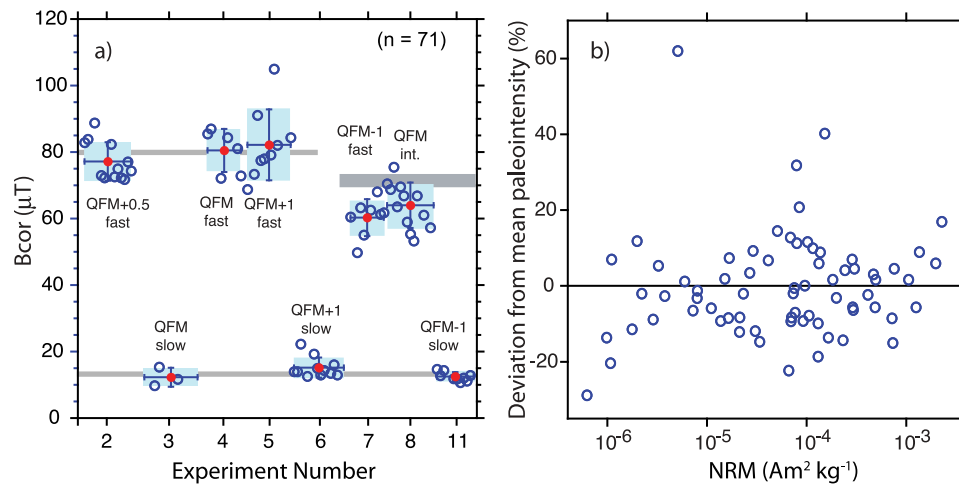 120
100
80
60
40
20
0
Bcor (μT)
a)
(n = 71)
QFM+0.5
fast
QFM
fast
QFM+1
fast
QFM-1
fast
QFM
int.
QFM
slow
QFM+1
slow
QFM-1
slow
2 3 4 5 6 7 8 11
Experiment Number
b)
Deviation from mean paleointensity (%)
60
40
20
0
-20
10⁻⁶ 10⁻⁵ 10⁻⁴ 10⁻³
NRM (Am² kg⁻¹)